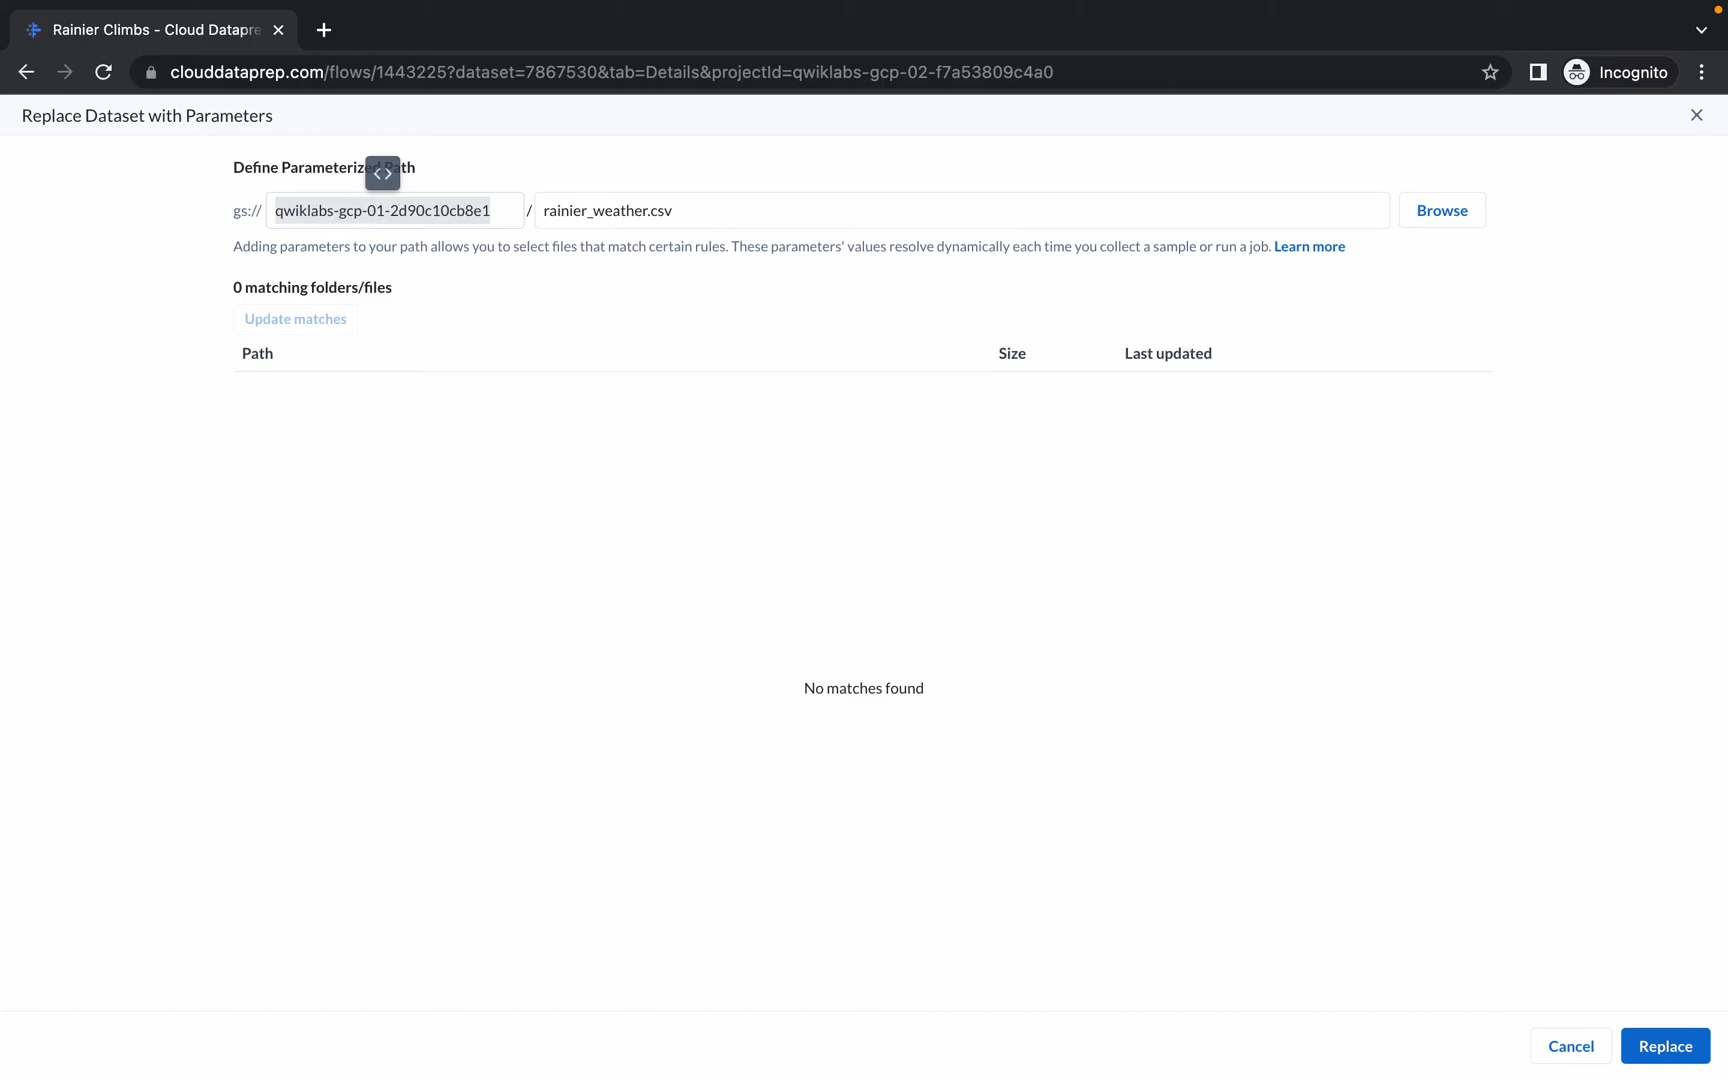 Rainier Climbs - Cloud Datapre
clouddataprep.com/flows/1443225?dataset=7867530&tab=Details&projectId=qwiklabs-gcp-02-f7a53809c4a0
Incognito
Replace Dataset with Parameters
Define Parameterized Path
gs:// qwiklabs-gcp-01-2d90c10cb8e1 / rainier_weather.csv Browse
Adding parameters to your path allows you to select files that match certain rules. These parameters' values resolve dynamically each time you collect a sample or run a job. Learn more
0 matching folders/files
Update matches
Path Size Last updated
No matches found
Cancel Replace